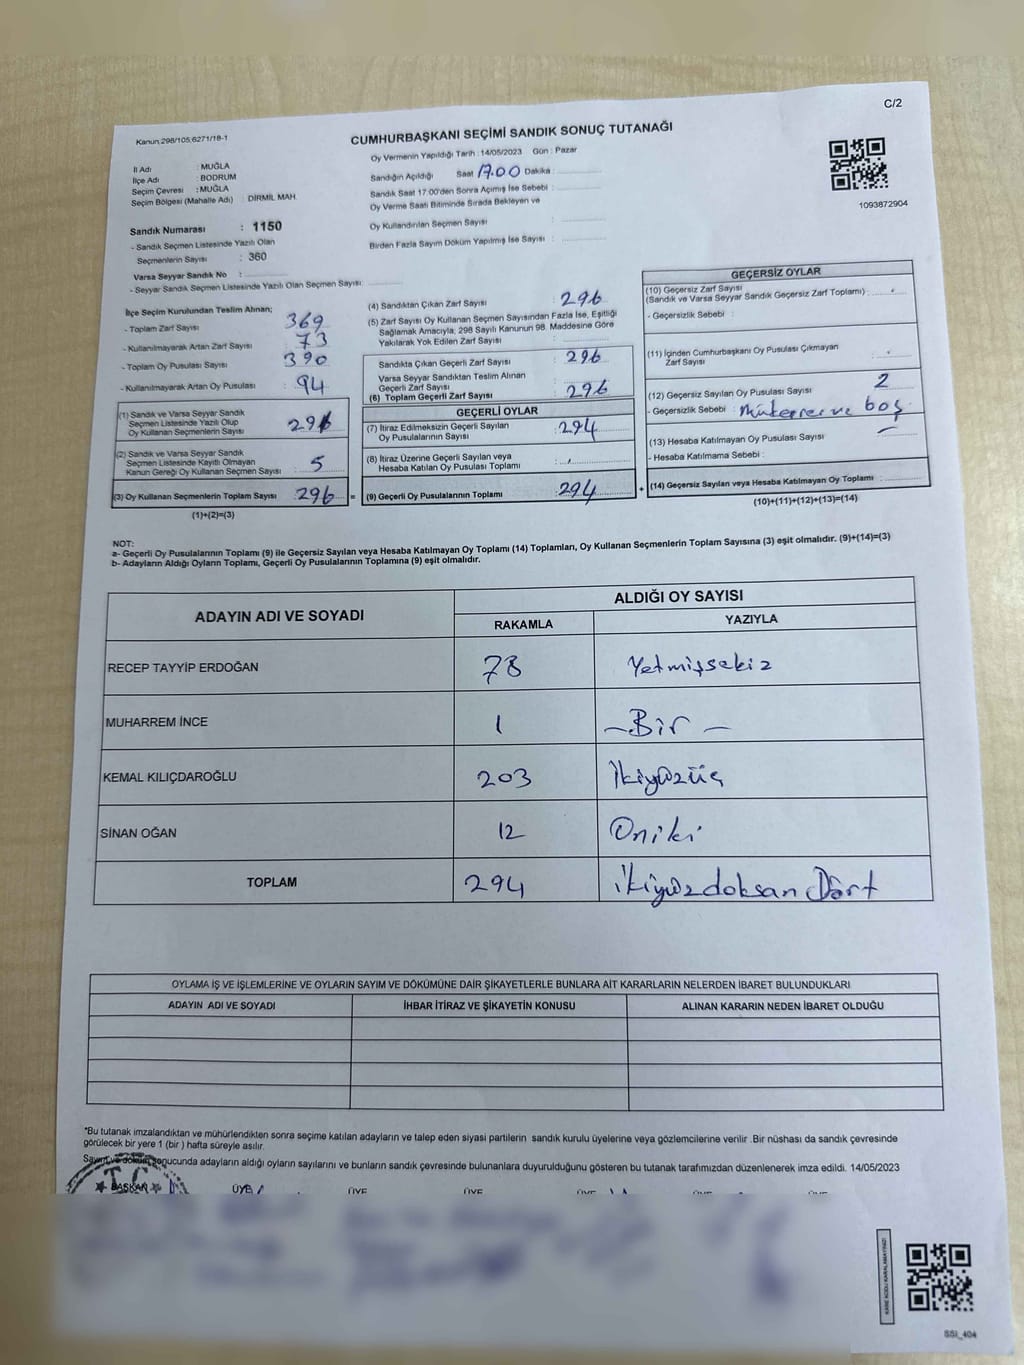 C/2
Kanun.298/105;6271/18-1
CUMHURBAŞKANI SEÇİMİ SANDIK SONUÇ TUTANAĞI
İl Adı : MUĞLA
İlçe Adı : BODRUM
Seçim Çevresi : MUĞLA
Seçim Bölgesi (Mahalle Adı) : DİRMİL MAH.
Sandık Numarası : 1150
- Sandık Seçmen Listesinde Yazılı Olan
Seçmenlerin Sayısı : 360
Varsa Seyyar Sandık No :
- Seyyar Sandık Seçmen Listesinde Yazılı Olan Seçmen Sayısı:
Oy Vermenin Yapıldığı Tarih : 14/05/2023 Gün : Pazar
Sandığın Açıldığı Saat 17.00 Dakika :
Sandık Saat 17:00'den Sonra Açımış İse Sebebi :
Oy Verme Saati Bitiminde Sırada Bekleyen ve
Oy Kullandırılan Seçmen Sayısı :
Birden Fazla Sayım Döküm Yapılmış İse Sayısı :
1093872904
İlçe Seçim Kurulundan Teslim Alınan;
- Toplam Zarf Sayısı : 369
- Kullanılmayarak Artan Zarf Sayısı : 73
- Toplam Oy Pusulası Sayısı : 390
- Kullanılmayarak Artan Oy Pusulası : 94
(1) Sandık ve Varsa Seyyar Sandık
Seçmen Listesinde Yazılı Olup
Oy Kullanan Seçmenlerin Sayısı
(2) Sandık ve Varsa Seyyar Sandık
Seçmen Listesinde Kayıtlı Olmayan
Kanun Gereği Oy Kullanan Seçmen Sayısı : 5
(3) Oy Kullanan Seçmenlerin Toplam Sayısı : 296 =
(1)+(2)=(3)
(4) Sandıktan Çıkan Zarf Sayısı : 296
(5) Zarf Sayısı Oy Kullanan Seçmen Sayısından Fazla İse, Eşitliği
Sağlamak Amacıyla, 298 Sayılı Kanunun 98. Maddesine Göre
Yakılarak Yok Edilen Zarf Sayısı :
Sandıkta Çıkan Geçerli Zarf Sayısı : 296
Varsa Seyyar Sandıktan Teslim Alınan
Geçerli Zarf Sayısı :
(6) Toplam Geçerli Zarf Sayısı : 296
GEÇERLİ OYLAR
(7) İtiraz Edilmeksizin Geçerli Sayılan
Oy Pusulalarının Sayısı : 294
(8) İtiraz Üzerine Geçerli Sayılan veya
Hesaba Katılan Oy Pusulası Toplamı :
(9) Geçerli Oy Pusulalarının Toplamı : 294 +
GEÇERSİZ OYLAR
(10) Geçersiz Zarf Sayısı
(Sandık ve Varsa Seyyar Sandık Geçersiz Zarf Toplamı) :
- Geçersizlik Sebebi :
(11) İçinden Cumhurbaşkanı Oy Pusulası Çıkmayan
Zarf Sayısı :
(12) Geçersiz Sayılan Oy Pusulası Sayısı : 2
- Geçersizlik Sebebi : mükerrer ve boş
(13) Hesaba Katılmayan Oy Pusulası Sayısı :
- Hesaba Katılmama Sebebi :
(14) Geçersiz Sayılan veya Hesaba Katılmayan Oy Toplamı :
(10)+(11)+(12)+(13)=(14)
NOT:
a- Geçerli Oy Pusulalarının Toplamı (9) ile Geçersiz Sayılan veya Hesaba Katılmayan Oy Toplamı (14) Toplamları, Oy Kullanan Seçmenlerin Toplam Sayısına (3) eşit olmalıdır. (9)+(14)=(3)
b- Adayların Aldığı Oyların Toplamı, Geçerli Oy Pusulalarının Toplamına (9) eşit olmalıdır.
ADAYIN ADI VE SOYADI
ALDIĞI OY SAYISI
RAKAMLA YAZIYLA
RECEP TAYYİP ERDOĞAN 78 Yetmişsekiz
MUHARREM İNCE 1 -Bir-
KEMAL KILIÇDAROĞLU 203 İkiyüzüç
SİNAN OĞAN 12 Oniki
TOPLAM 294 ikiyüzdoksan Dört
OYLAMA İŞ VE İŞLEMLERİNE VE OYLARIN SAYIM VE DÖKÜMÜNE DAİR ŞİKAYETLERLE BUNLARA AİT KARARLARIN NELERDEN İBARET BULUNDUKLARI
ADAYIN ADI VE SOYADI İHBAR İTİRAZ VE ŞİKAYETİN KONUSU ALINAN KARARIN NEDEN İBARET OLDUĞU
*Bu tutanak imzalandıktan ve mühürlendikten sonra seçime katılan adayların ve talep eden siyasi partilerin sandık kurulu üyelerine veya gözlemcilerine verilir .Bir nüshası da sandık çevresinde
görülecek bir yere 1 (bir ) hafta süreyle asılır.
Sayım ve döküm sonucunda adayların aldığı oyların sayılarını ve bunların sandık çevresinde bulunanlara duyurulduğunu gösteren bu tutanak tarafımızdan düzenlenerek imza edildi. 14/05/2023
T.C.
BAŞKAN ÜYE ÜYE ÜYE ÜYE ÜYE ÜYE
KARE KODU KARALAMAYINIZ!
SSI_404